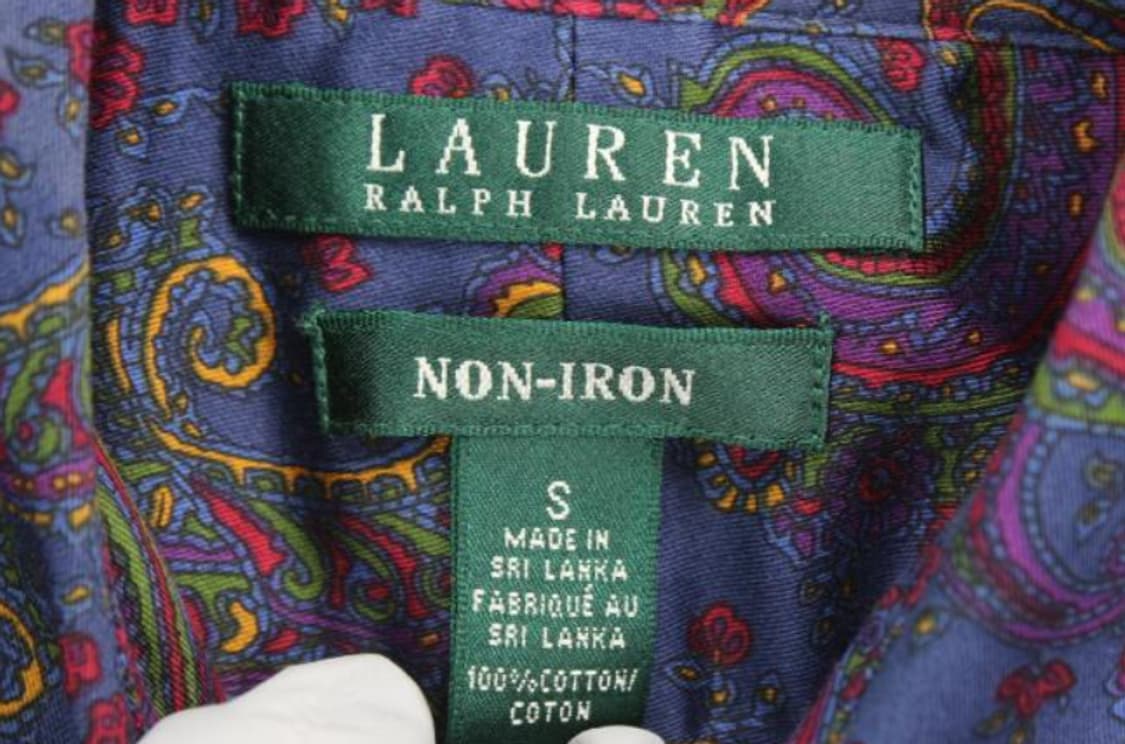 LAUREN
RALPH LAUREN
NON-IRON
S
MADE IN
SRI LANKA
FABRIQUÉ AU
SRI LANKA
100%COTTON/
COTON